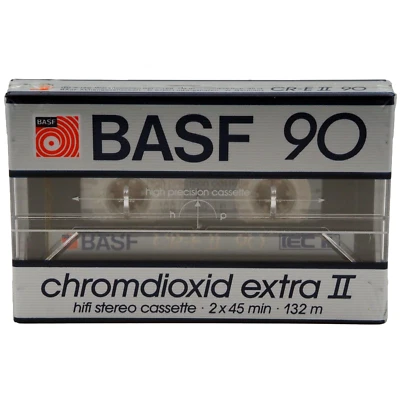 CR-E II 90
BASF
BASF 90
high precision cassette
h p
BASF 90 IEC II
chromdioxid extra II
hifi stereo cassette · 2 x 45 min · 132 m